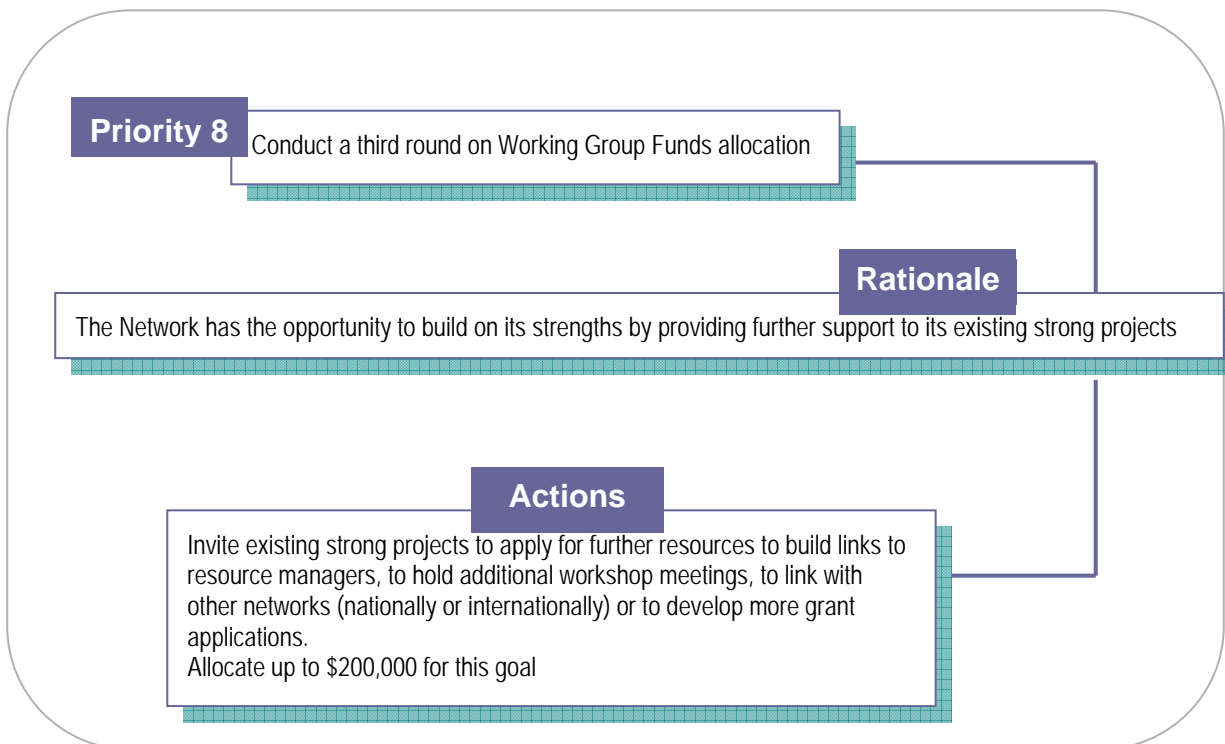 Priority 8
Conduct a third round on Working Group Funds allocation
Rationale
The Network has the opportunity to build on its strengths by providing further support to its existing strong projects
Actions
Invite existing strong projects to apply for further resources to build links to
resource managers, to hold additional workshop meetings, to link with
other networks (nationally or internationally) or to develop more grant
applications.
Allocate up to $200,000 for this goal